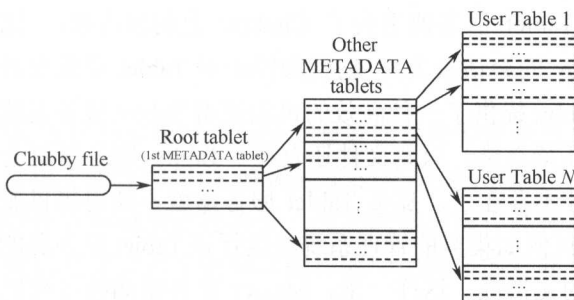 User Table 1
Other
METADATA
tablets
Root tablet
(1st METADATA tablet)
Chubby file
User Table N
...
...
...
...
...
⋮
...
⋮
...
...